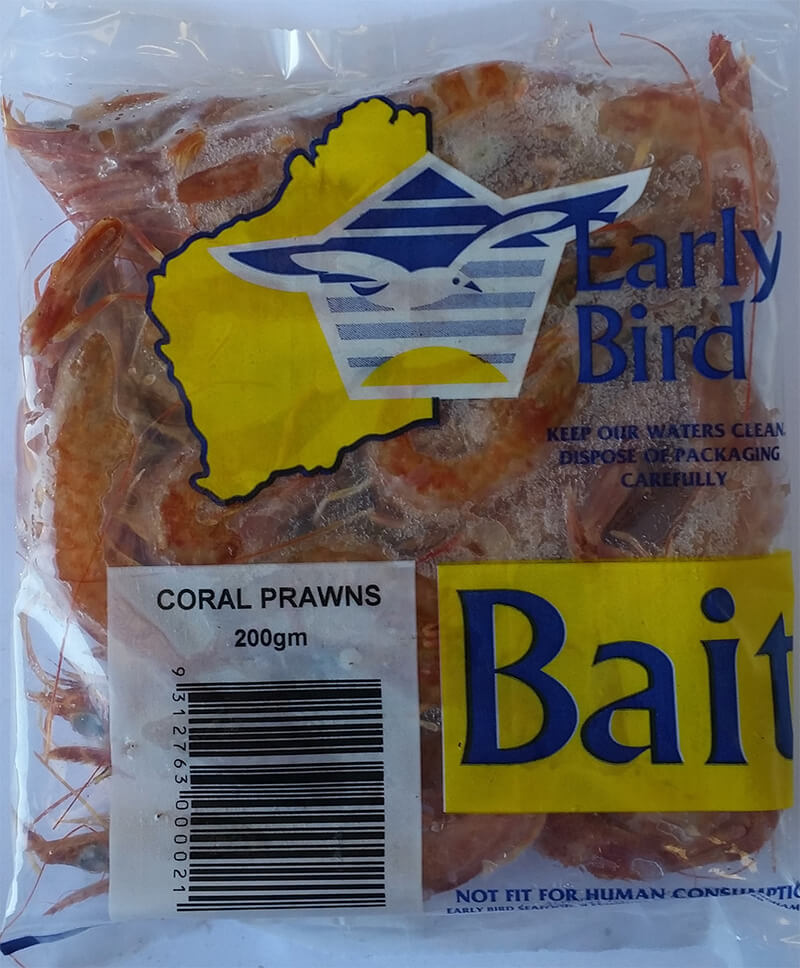 Early
Bird
KEEP OUR WATERS CLEAN
DISPOSE OF PACKAGING
CAREFULLY
CORAL PRAWNS
200gm
9 312763 000021
Bait
NOT FIT FOR HUMAN CONSUMPTIO
EARLY BIRD